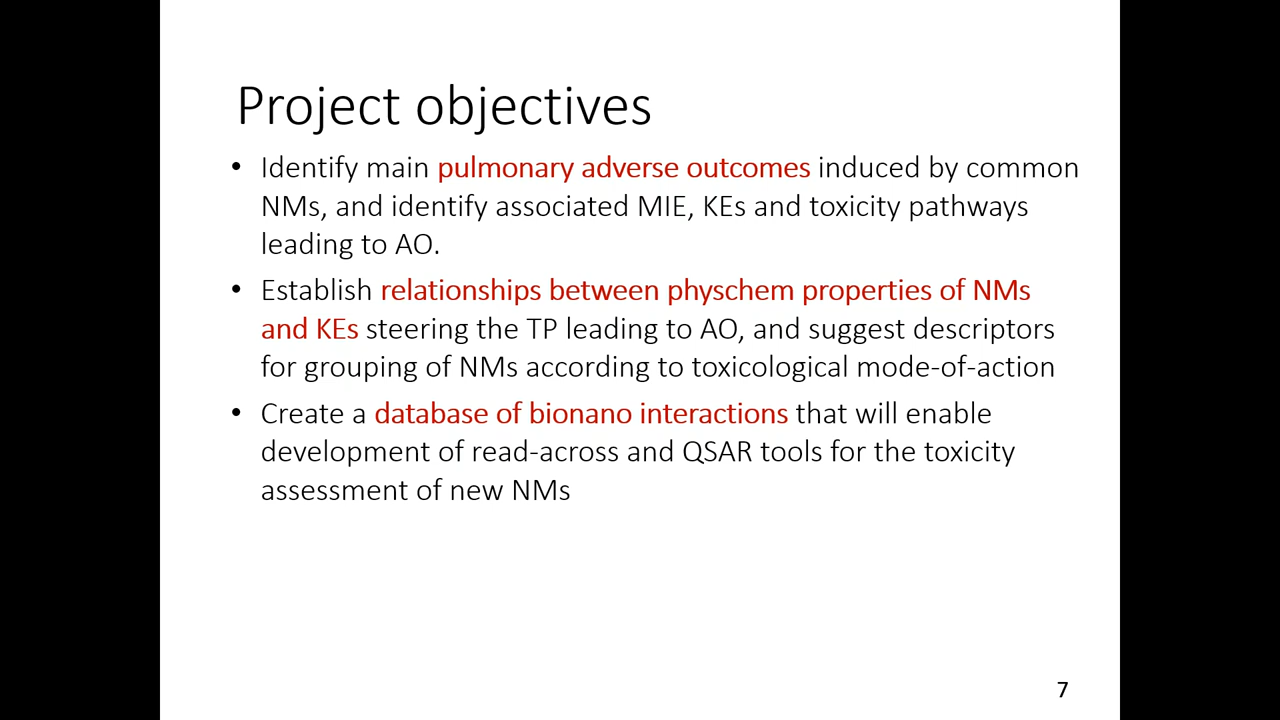 Project objectives
• Identify main pulmonary adverse outcomes induced by common
NMs, and identify associated MIE, KEs and toxicity pathways
leading to AO.
• Establish relationships between physchem properties of NMs
and KEs steering the TP leading to AO, and suggest descriptors
for grouping of NMs according to toxicological mode-of-action
• Create a database of bionano interactions that will enable
development of read-across and QSAR tools for the toxicity
assessment of new NMs
7